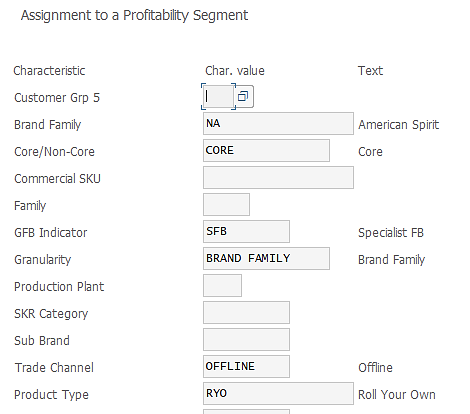 Assignment to a Profitability Segment
Characteristic Char. value Text
Customer Grp 5
Brand Family NA American Spirit
Core/Non-Core CORE Core
Commercial SKU
Family
GFB Indicator SFB Specialist FB
Granularity BRAND FAMILY Brand Family
Production Plant
SKR Category
Sub Brand
Trade Channel OFFLINE Offline
Product Type RYO Roll Your Own